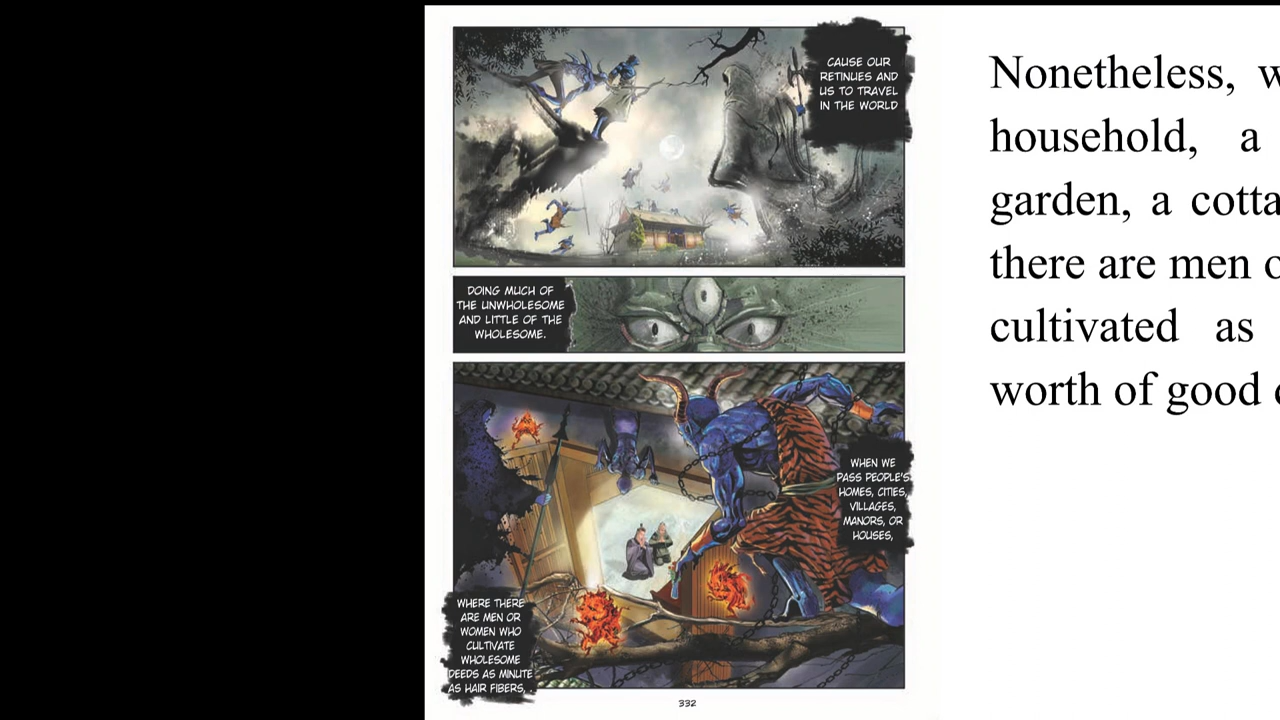 CAUSE OUR
RETINUES AND
US TO TRAVEL
IN THE WORLD
DOING MUCH OF
THE UNWHOLESOME
AND LITTLE OF THE
WHOLESOME.
WHEN WE
PASS PEOPLE'S
HOMES, CITIES,
VILLAGES,
MANORS, OR
HOUSES,
WHERE THERE
ARE MEN OR
WOMEN WHO
CULTIVATE
WHOLESOME
DEEDS AS MINUTE
AS HAIR FIBERS,
332
Nonetheless, w
household, a
garden, a cotta
there are men o
cultivated as
worth of good d